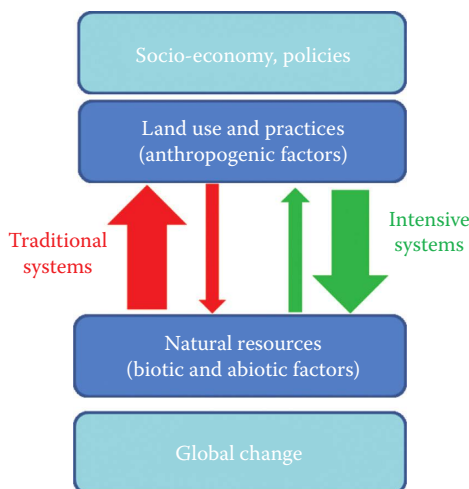 Socio-economy, policies
Land use and practices
(anthropogenic factors)
Traditional
systems
Intensive
systems
Natural resources
(biotic and abiotic factors)
Global change